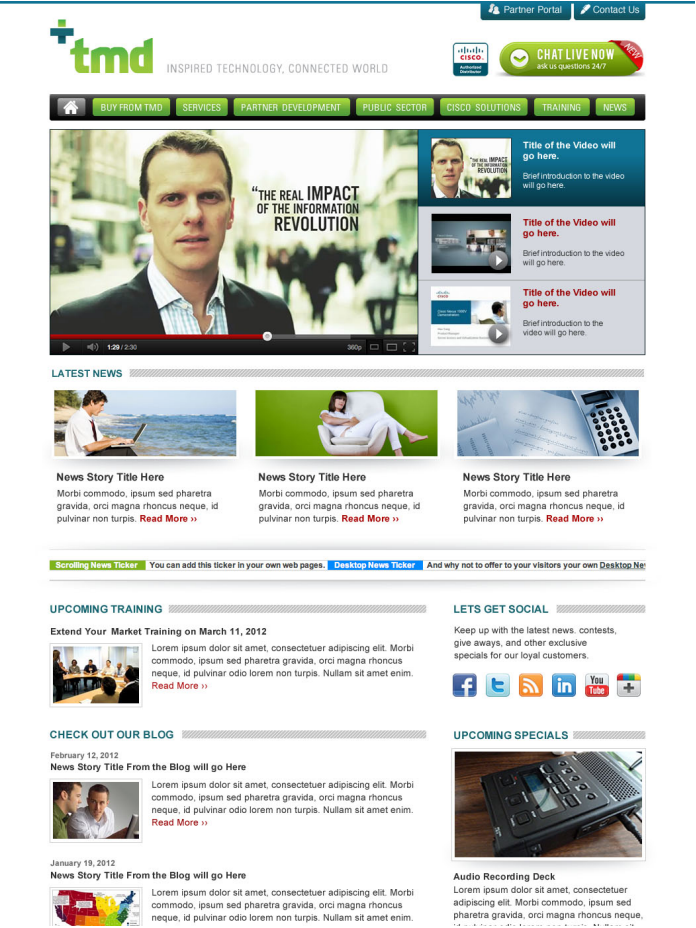 Partner Portal
Contact Us
tmd
INSPIRED TECHNOLOGY, CONNECTED WORLD
CISCO
Authorized
Distributor
CHAT LIVE NOW
ask us questions 24/7
NEW
BUY FROM TMD
SERVICES
PARTNER DEVELOPMENT
PUBLIC SECTOR
CISCO SOLUTIONS
TRAINING
NEWS
"THE REAL IMPACT
OF THE INFORMATION
REVOLUTION
1:29 / 2:30
360p
"THE REAL IMPACT
OF THE INFORMATION
REVOLUTION
Title of the Video will
go here.
Brief introduction to the video
will go here.
Title of the Video will
go here.
Brief introduction to the video
will go here.
CISCO
Title of the Video will
go here.
Brief introduction to the
video will go here.
LATEST NEWS
News Story Title Here
Morbi commodo, ipsum sed pharetra
gravida, orci magna rhoncus neque, id
pulvinar non turpis. Read More ››
News Story Title Here
Morbi commodo, ipsum sed pharetra
gravida, orci magna rhoncus neque, id
pulvinar non turpis. Read More ››
News Story Title Here
Morbi commodo, ipsum sed pharetra
gravida, orci magna rhoncus neque, id
pulvinar non turpis. Read More ››
Scrolling News Ticker You can add this ticker in your own web pages. Desktop News Ticker And why not to offer to your visitors your own Desktop Ne
UPCOMING TRAINING
Extend Your Market Training on March 11, 2012
Lorem ipsum dolor sit amet, consectetuer adipiscing elit. Morbi
commodo, ipsum sed pharetra gravida, orci magna rhoncus
neque, id pulvinar odio lorem non turpis. Nullam sit amet enim.
Read More ››
LETS GET SOCIAL
Keep up with the latest news. contests,
give aways, and other exclusive
specials for our loyal customers.
f
t
in
You
Tube
+
CHECK OUT OUR BLOG
February 12, 2012
News Story Title From the Blog will go Here
Lorem ipsum dolor sit amet, consectetuer adipiscing elit. Morbi
commodo, ipsum sed pharetra gravida, orci magna rhoncus
neque, id pulvinar odio lorem non turpis. Nullam sit amet enim.
Read More ››
January 19, 2012
News Story Title From the Blog will go Here
Lorem ipsum dolor sit amet, consectetuer adipiscing elit. Morbi
commodo, ipsum sed pharetra gravida, orci magna rhoncus
neque, id pulvinar odio lorem non turpis. Nullam sit amet enim.
UPCOMING SPECIALS
Audio Recording Deck
Lorem ipsum dolor sit amet, consectetuer
adipiscing elit. Morbi commodo, ipsum sed
pharetra gravida, orci magna rhoncus neque,